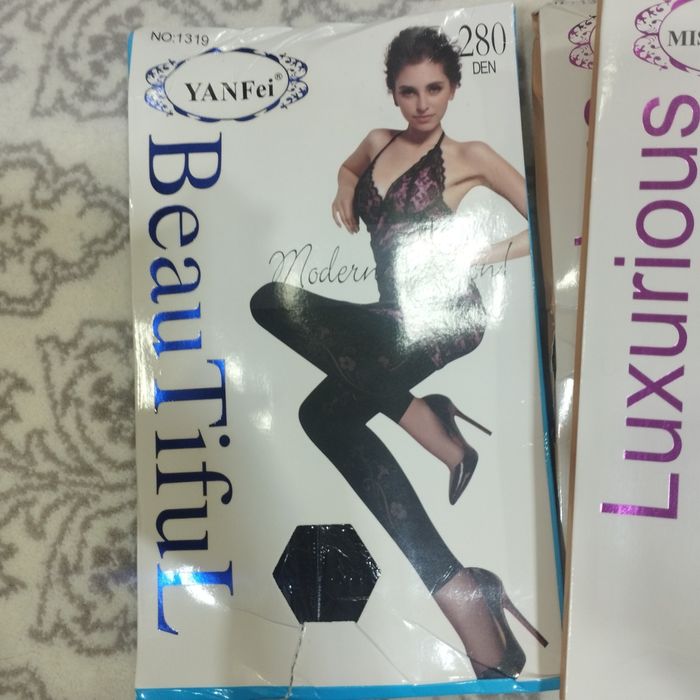 NO:1319
YANFei®
280
DEN
BeauTifuL
Modern
MIS
Luxurious